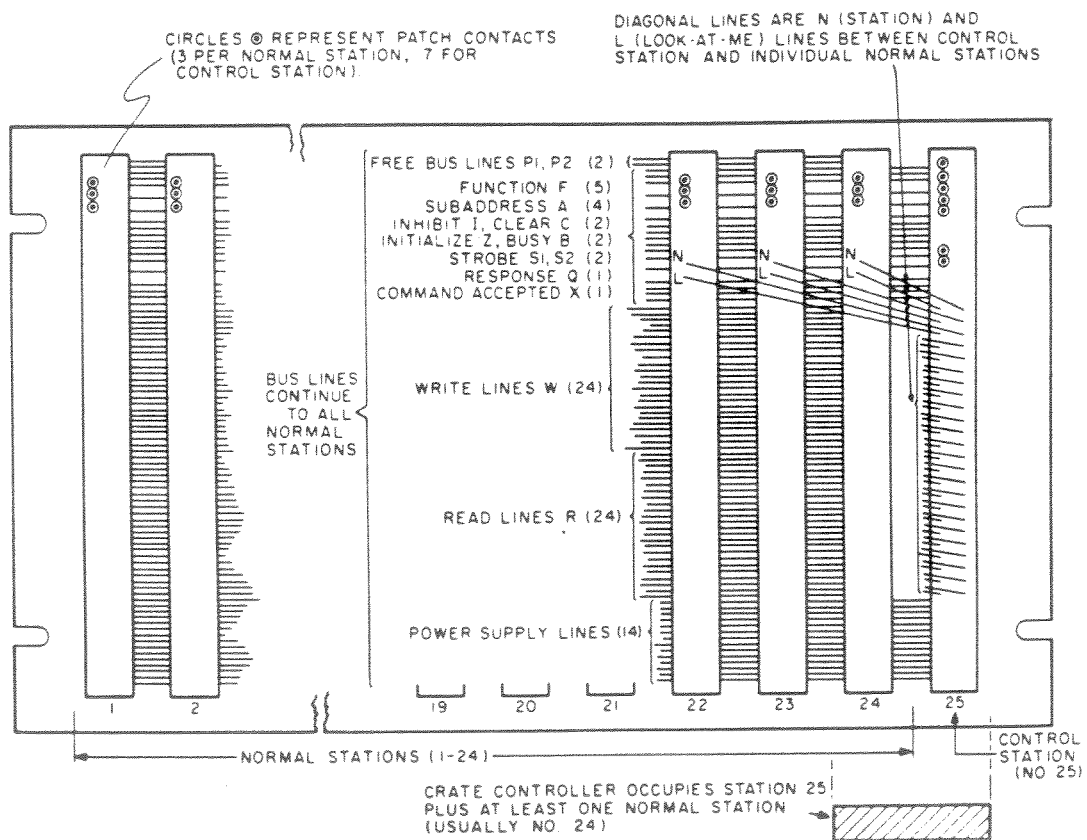 CIRCLES ⊚ REPRESENT PATCH CONTACTS
(3 PER NORMAL STATION, 7 FOR
CONTROL STATION).
DIAGONAL LINES ARE N (STATION) AND
L (LOOK-AT-ME) LINES BETWEEN CONTROL
STATION AND INDIVIDUAL NORMAL STATIONS
FREE BUS LINES P1, P2 (2)
FUNCTION F (5)
SUBADDRESS A (4)
INHIBIT I, CLEAR C (2)
INITIALIZE Z, BUSY B (2)
STROBE S1, S2 (2)
RESPONSE Q (1)
COMMAND ACCEPTED X (1)
N
L
N
L
N
L
BUS LINES
CONTINUE
TO ALL
NORMAL
STATIONS
WRITE LINES W (24)
READ LINES R (24)
POWER SUPPLY LINES (14)
1
2
19
20
21
22
23
24
25
NORMAL STATIONS (1-24)
CONTROL
STATION
(NO 25)
CRATE CONTROLLER OCCUPIES STATION 25
PLUS AT LEAST ONE NORMAL STATION
(USUALLY NO. 24)